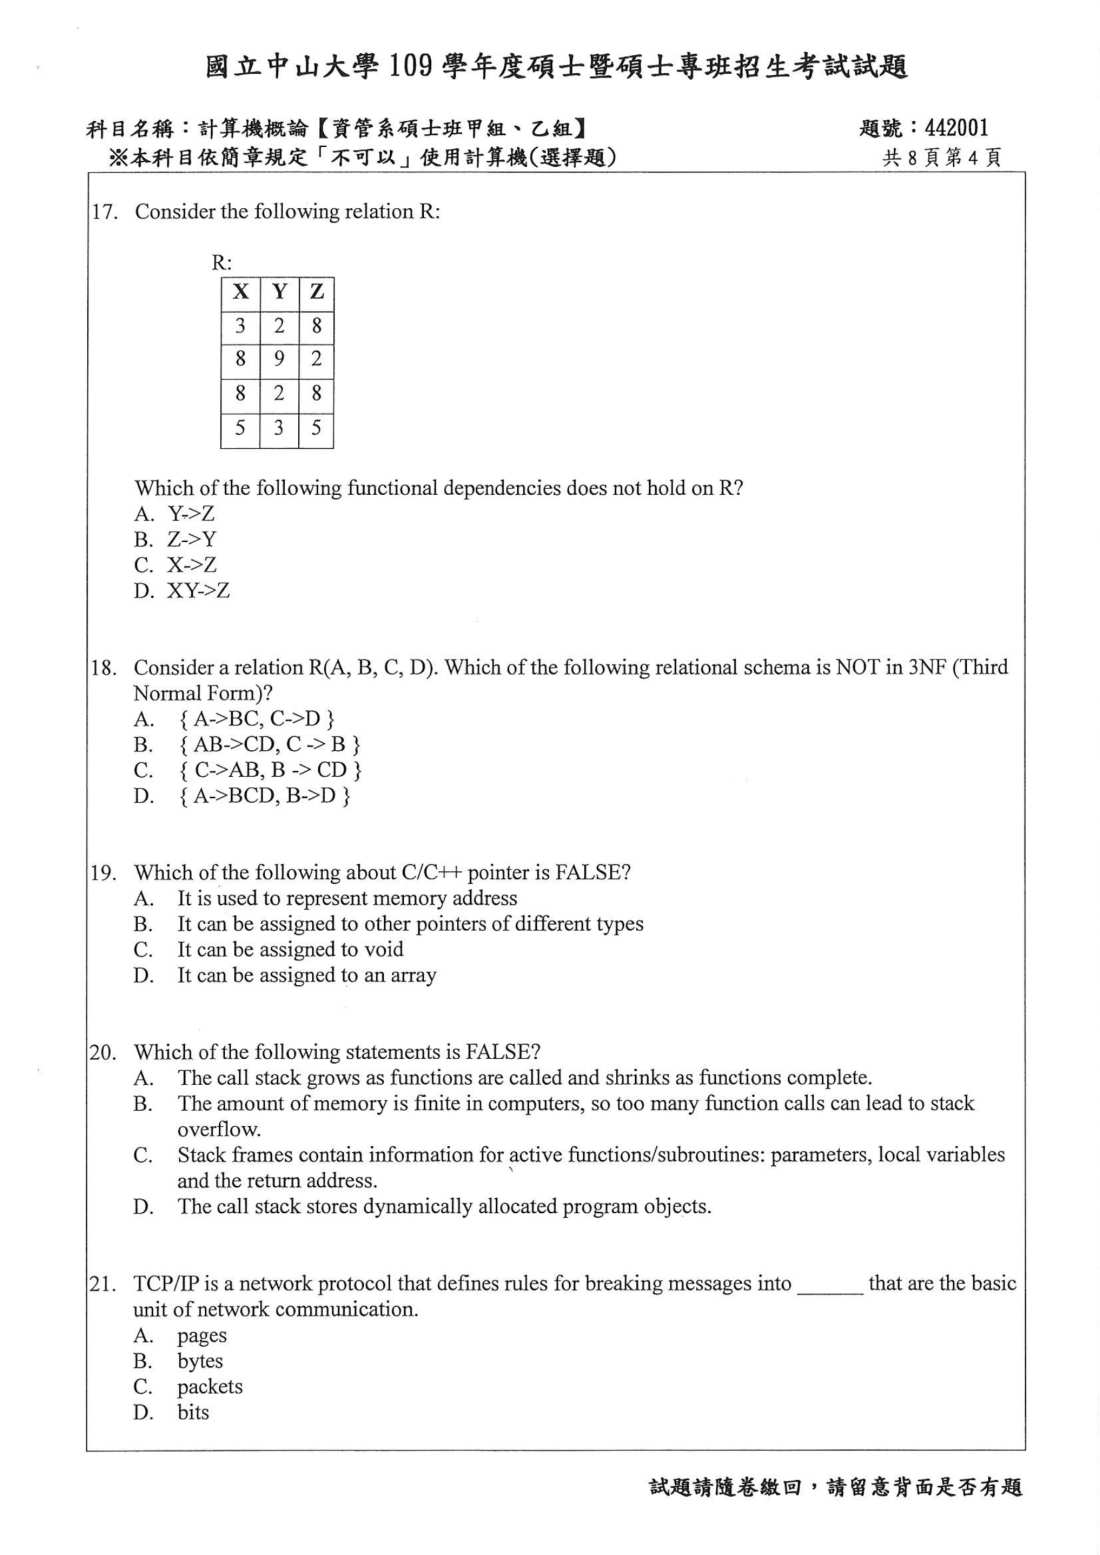 國立中山大學 109 學年度碩士暨碩士專班招生考試試題
科目名稱：計算機概論【資管系碩士班甲組、乙組】
題號：442001
※本科目依簡章規定「不可以」使用計算機(選擇題)
共 8 頁第 4 頁
17. Consider the following relation R:
R:
X Y Z
3 2 8
8 9 2
8 2 8
5 3 5
Which of the following functional dependencies does not hold on R?
A. Y->Z
B. Z->Y
C. X->Z
D. XY->Z
18. Consider a relation R(A, B, C, D). Which of the following relational schema is NOT in 3NF (Third
Normal Form)?
A. { A->BC, C->D }
B. { AB->CD, C -> B }
C. { C->AB, B -> CD }
D. { A->BCD, B->D }
19. Which of the following about C/C++ pointer is FALSE?
A. It is used to represent memory address
B. It can be assigned to other pointers of different types
C. It can be assigned to void
D. It can be assigned to an array
20. Which of the following statements is FALSE?
A. The call stack grows as functions are called and shrinks as functions complete.
B. The amount of memory is finite in computers, so too many function calls can lead to stack
overflow.
C. Stack frames contain information for active functions/subroutines: parameters, local variables
and the return address.
D. The call stack stores dynamically allocated program objects.
21. TCP/IP is a network protocol that defines rules for breaking messages into ______ that are the basic
unit of network communication.
A. pages
B. bytes
C. packets
D. bits
試題請隨卷繳回，請留意背面是否有題